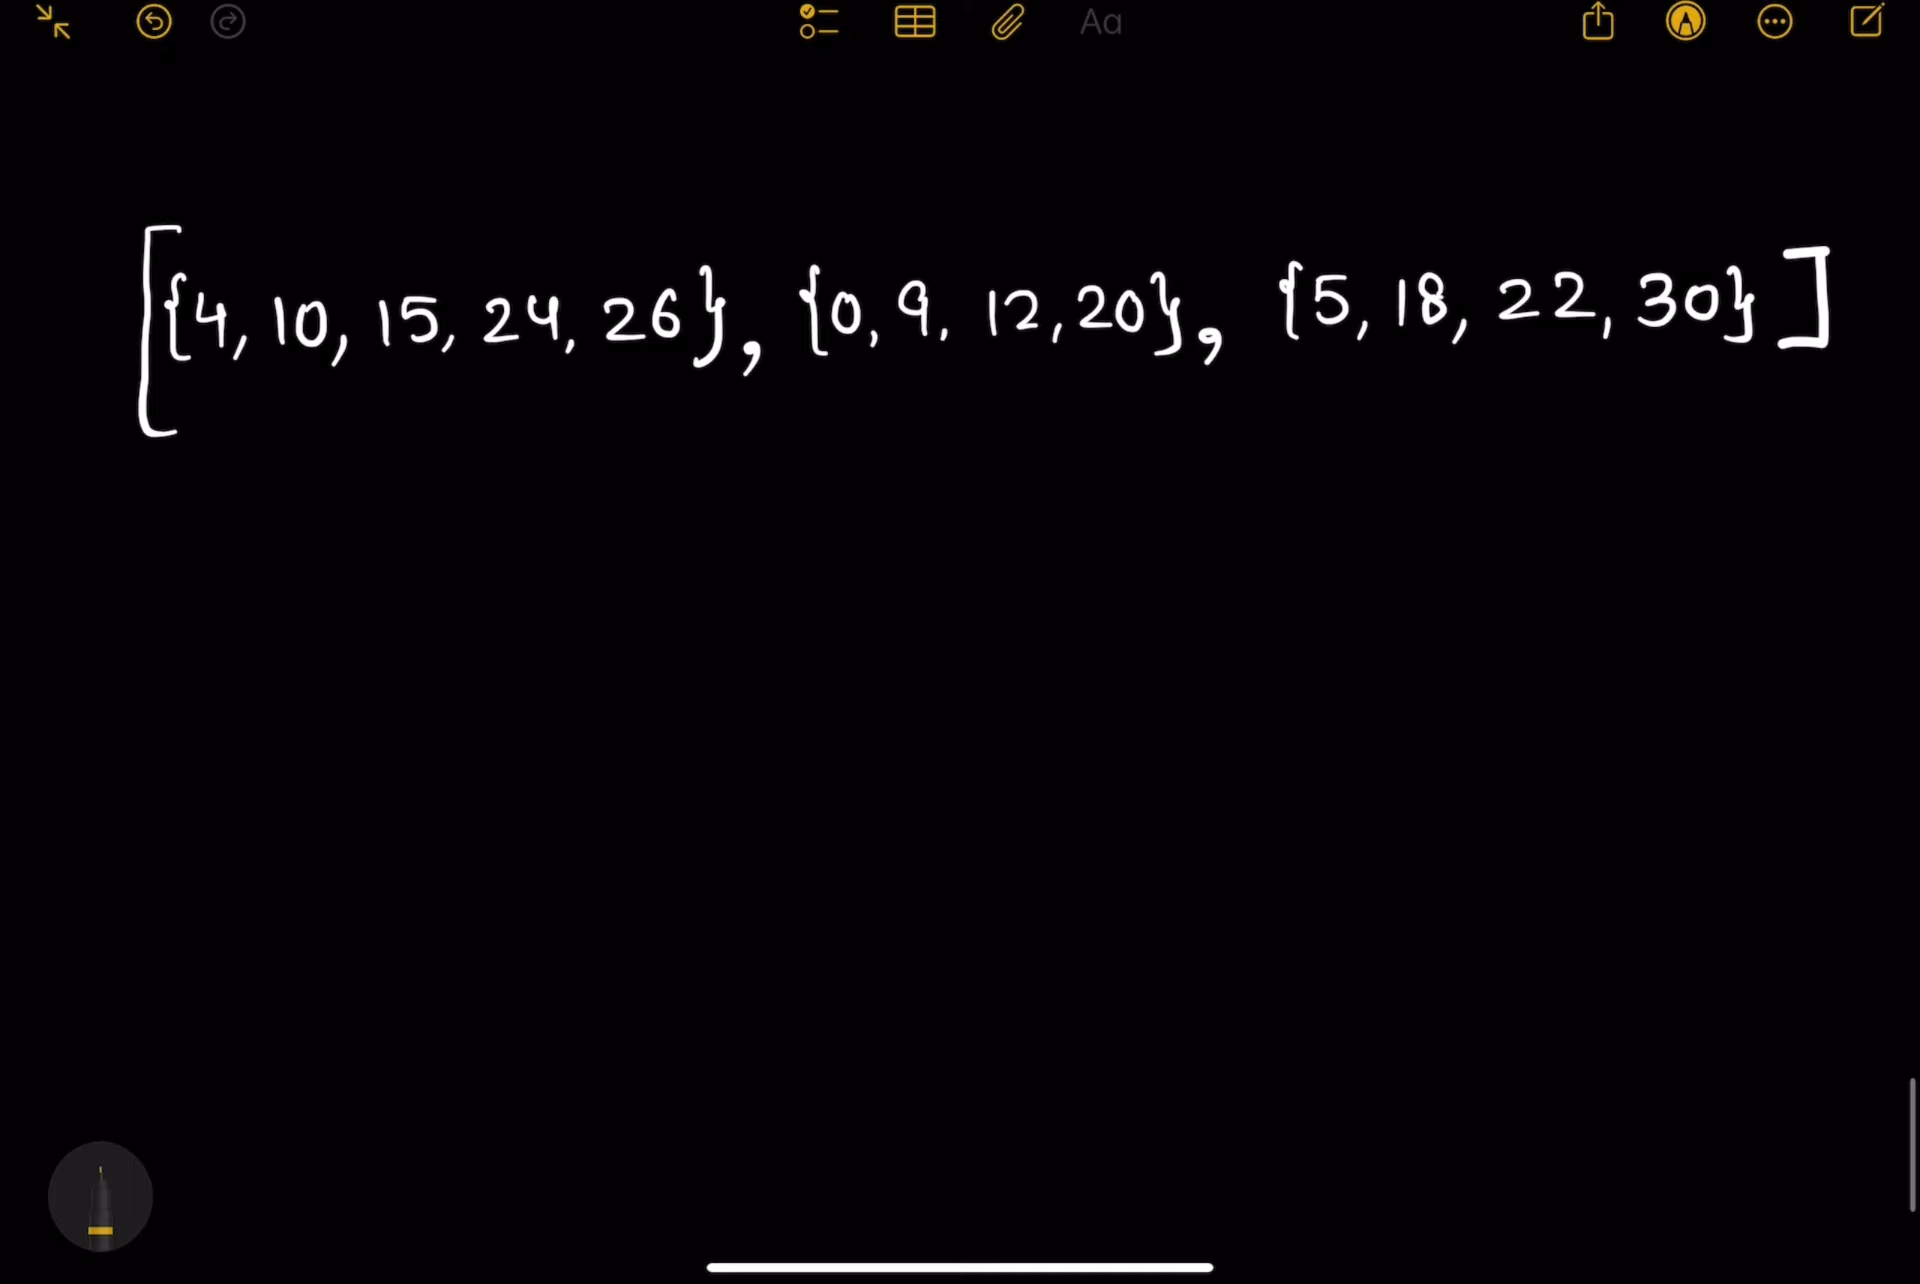 Aa
[{4, 10, 15, 24, 26}, {0, 9, 12, 20}, {5, 18, 22, 30}]